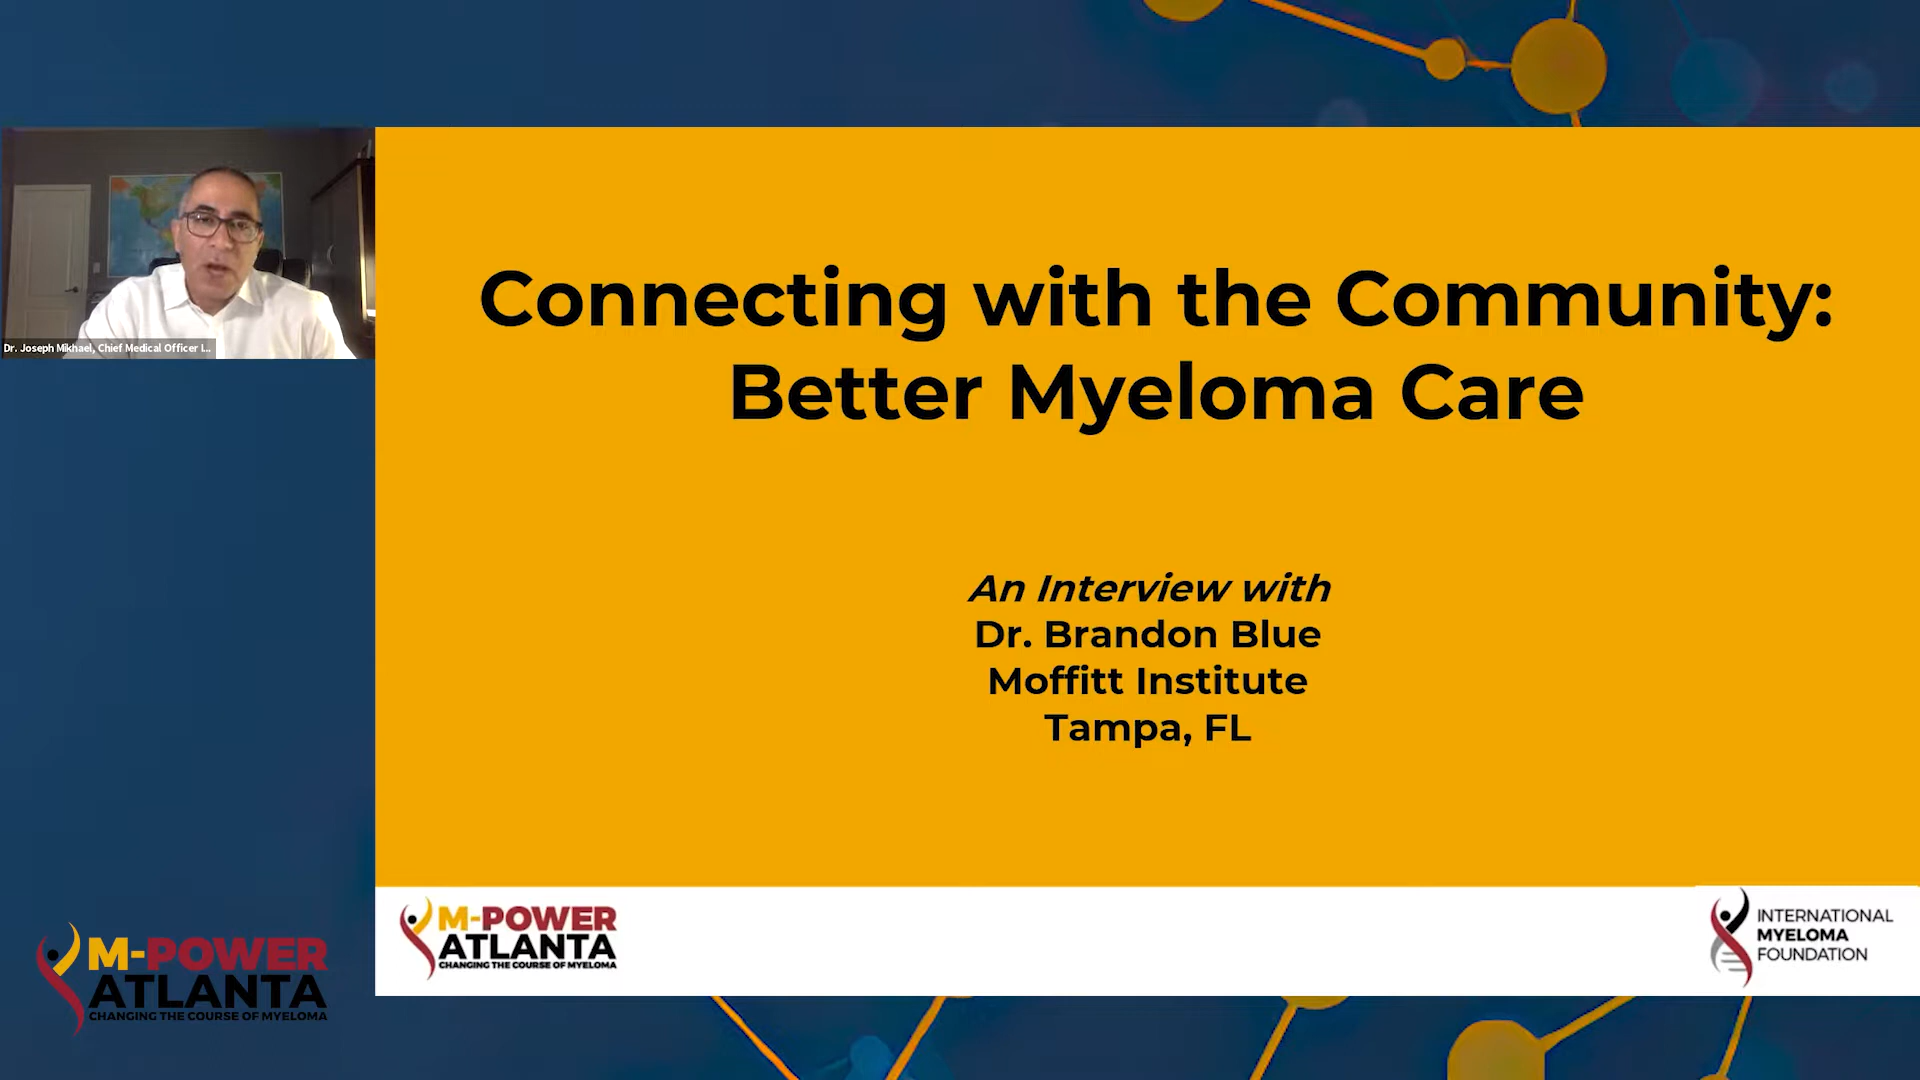 Dr. Joseph Mikhael, Chief Medical Officer I...
Connecting with the Community:
Better Myeloma Care
An Interview with
Dr. Brandon Blue
Moffitt Institute
Tampa, FL
M-POWER
ATLANTA
CHANGING THE COURSE OF MYELOMA
INTERNATIONAL
MYELOMA
FOUNDATION
M-POWER
ATLANTA
CHANGING THE COURSE OF MYELOMA